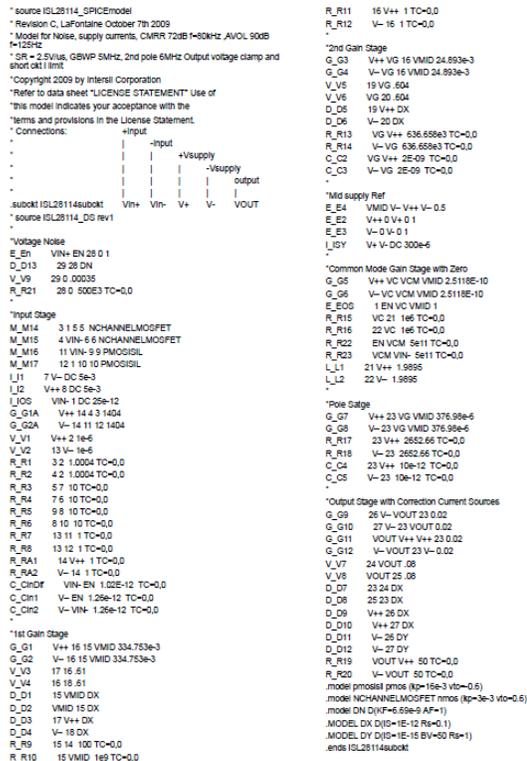 * source ISL28114_SPICEmodel
* Revision C, LaFontaine October 7th 2009
* Model for Noise, supply currents, CMRR 72dB f=80kHz ,AVOL 90dB
f=125Hz
* SR = 2.5V/us, GBWP 5MHz, 2nd pole 6MHz Output voltage clamp and
short ckt I limit
*Copyright 2009 by Intersil Corporation
*Refer to data sheet "LICENSE STATEMENT" Use of
*this model indicates your acceptance with the
*terms and provisions in the License Statement.
* Connections: +Input
* | -Input
* | | +Vsupply
* | | | -Vsupply
* | | | | output
* | | | | |
.subckt ISL28114subckt Vin+ Vin- V+ V- VOUT
* source ISL28114_DS rev1
*
*Voltage Noise
E_En VIN+ EN 28 0 1
D_D13 29 28 DN
V_V9 29 0 .00035
R_R21 28 0 500E3 TC=0,0
*
*Input Stage
M_M14 3 1 5 5 NCHANNELMOSFET
M_M15 4 VIN- 6 6 NCHANNELMOSFET
M_M16 11 VIN- 9 9 PMOSISIL
M_M17 12 1 10 10 PMOSISIL
I_I1 7 V-- DC 5e-3
I_I2 V++ 8 DC 5e-3
I_IOS VIN- 1 DC 25e-12
G_G1A V++ 14 4 3 1404
G_G2A V-- 14 11 12 1404
V_V1 V++ 2 1e-6
V_V2 13 V-- 1e-6
R_R1 3 2 1.0004 TC=0,0
R_R2 4 2 1.0004 TC=0,0
R_R3 5 7 10 TC=0,0
R_R4 7 6 10 TC=0,0
R_R5 9 8 10 TC=0,0
R_R6 8 10 10 TC=0,0
R_R7 13 11 1 TC=0,0
R_R8 13 12 1 TC=0,0
R_RA1 14 V++ 1 TC=0,0
R_RA2 V-- 14 1 TC=0,0
C_CinDif VIN- EN 1.02E-12 TC=0,0
C_Cin1 V-- EN 1.26e-12 TC=0,0
C_Cin2 V-- VIN- 1.26e-12 TC=0,0
*
*1st Gain Stage
G_G1 V++ 16 15 VMID 334.753e-3
G_G2 V-- 16 15 VMID 334.753e-3
V_V3 17 16 .61
V_V4 16 18 .61
D_D1 15 VMID DX
D_D2 VMID 15 DX
D_D3 17 V++ DX
D_D4 V-- 18 DX
R_R9 15 14 100 TC=0,0
R_R10 15 VMID 1e9 TC=0,0
R_R11 16 V++ 1 TC=0,0
R_R12 V-- 16 1 TC=0,0
*
*2nd Gain Stage
G_G3 V++ VG 16 VMID 24.893e-3
G_G4 V-- VG 16 VMID 24.893e-3
V_V5 19 VG .604
V_V6 VG 20 .604
D_D5 19 V++ DX
D_D6 V-- 20 DX
R_R13 VG V++ 636.658e3 TC=0,0
R_R14 V-- VG 636.658e3 TC=0,0
C_C2 VG V++ 2E-09 TC=0,0
C_C3 V-- VG 2E-09 TC=0,0
*
*Mid supply Ref
E_E4 VMID V-- V++ V-- 0.5
E_E2 V++ 0 V+ 0 1
E_E3 V-- 0 V- 0 1
I_ISY V+ V- DC 300e-6
*
*Common Mode Gain Stage with Zero
G_G5 V++ VC VCM VMID 2.5118E-10
G_G6 V-- VC VCM VMID 2.5118E-10
E_EOS 1 EN VC VMID 1
R_R15 VC 21 1e6 TC=0,0
R_R16 22 VC 1e6 TC=0,0
R_R22 EN VCM 5e11 TC=0,0
R_R23 VCM VIN- 5e11 TC=0,0
L_L1 21 V++ 1.9895
L_L2 22 V-- 1.9895
*
*Pole Satge
G_G7 V++ 23 VG VMID 376.98e-6
G_G8 V-- 23 VG VMID 376.98e-6
R_R17 23 V++ 2652.66 TC=0,0
R_R18 V-- 23 2652.66 TC=0,0
C_C4 23 V++ 10e-12 TC=0,0
C_C5 V-- 23 10e-12 TC=0,0
*
*Output Stage with Correction Current Sources
G_G9 26 V-- VOUT 23 0.02
G_G10 27 V-- 23 VOUT 0.02
G_G11 VOUT V++ V++ 23 0.02
G_G12 V-- VOUT 23 V-- 0.02
V_V7 24 VOUT .08
V_V8 VOUT 25 .08
D_D7 23 24 DX
D_D8 25 23 DX
D_D9 V++ 26 DX
D_D10 V++ 27 DX
D_D11 V-- 26 DY
D_D12 V-- 27 DY
R_R19 VOUT V++ 50 TC=0,0
R_R20 V-- VOUT 50 TC=0,0
.model pmosisil pmos (kp=16e-3 vto=-0.6)
.model NCHANNELMOSFET nmos (kp=3e-3 vto=0.6)
.model DN D(KF=6.69e-9 AF=1)
.MODEL DX D(IS=1E-12 Rs=0.1)
.MODEL DY D(IS=1E-15 BV=50 Rs=1)
.ends ISL28114subckt